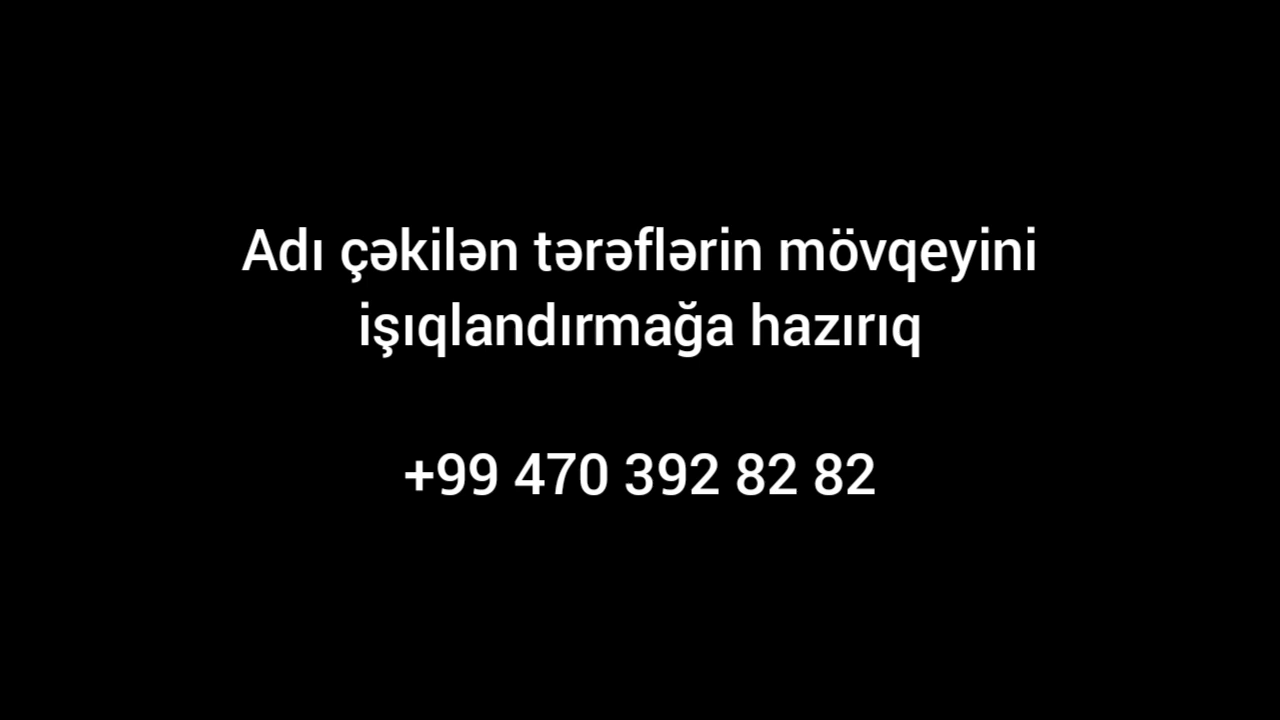 Adı çəkilən tərəflərin mövqeyini
işıqlandırmağa hazırıq
+99 470 392 82 82